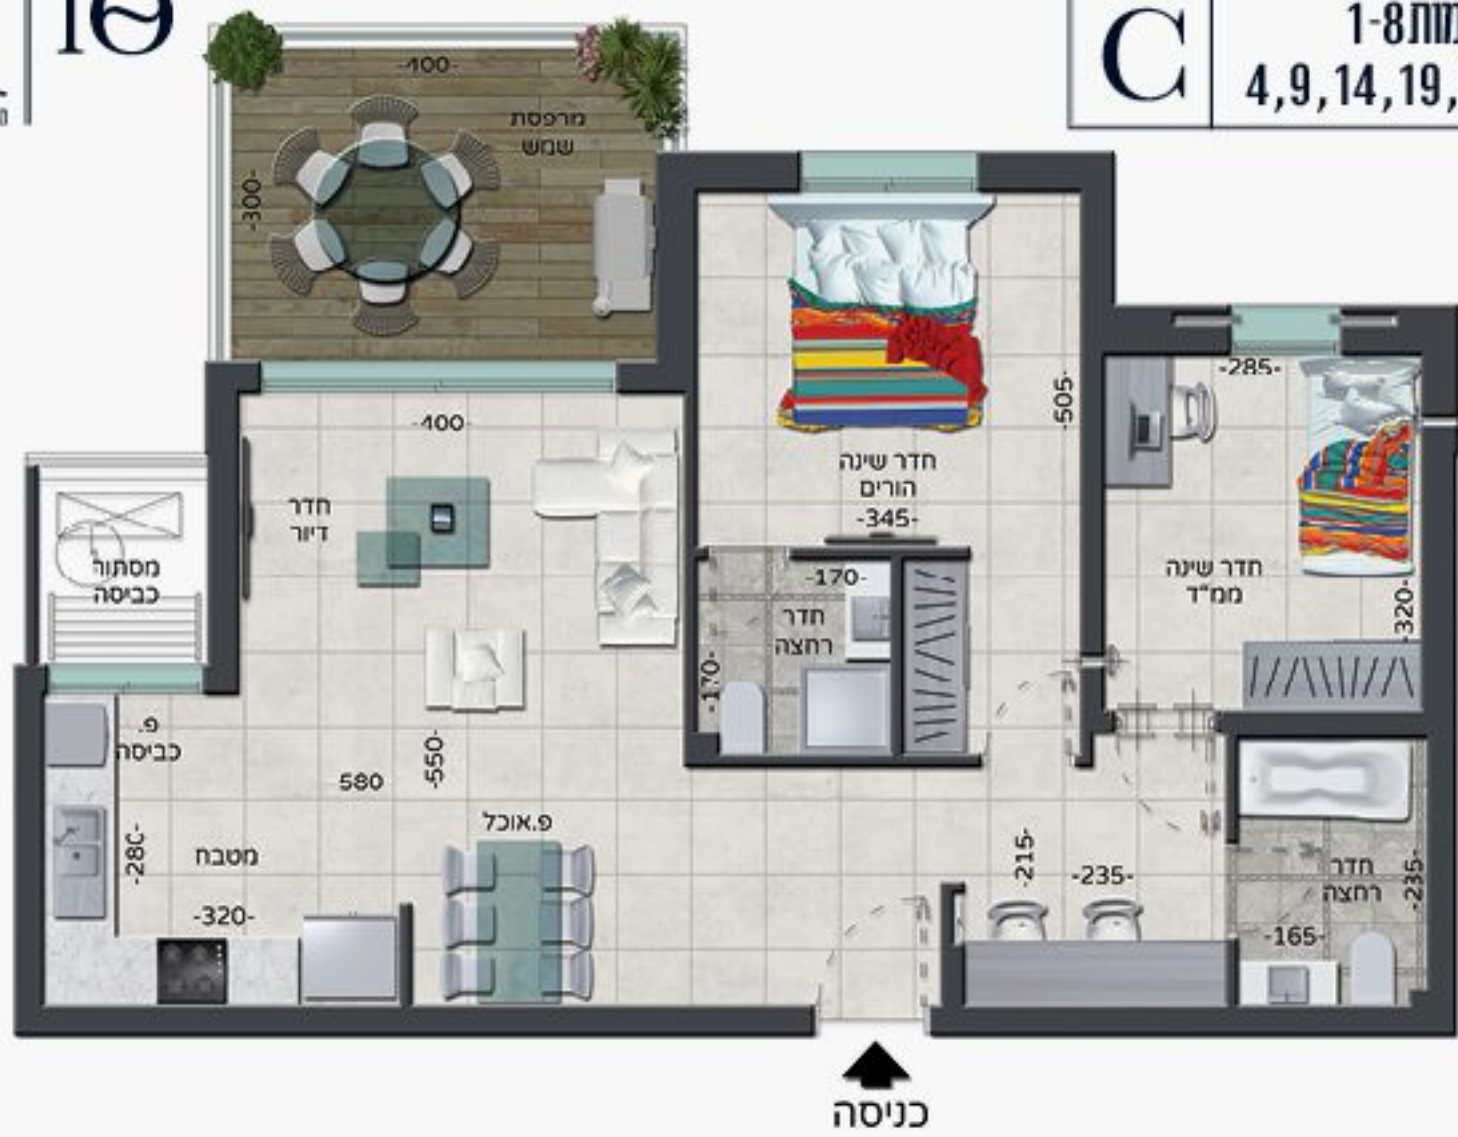 C
1-8
4,9,14,19,
-400-
מרפסת
שמש
-300-
-400-
חדר
דיור
-505-
חדר שינה
הורים
-345-
-285-
חדר שינה
ממ"ד
-320-
מסתור
כביסה
-170-
חדר
רחצה
-170-
פ.
כביסה
580
-550-
פ.אוכל
-280-
מטבח
-320-
-215-
-235-
חדר
רחצה
-235-
-165-
כניסה